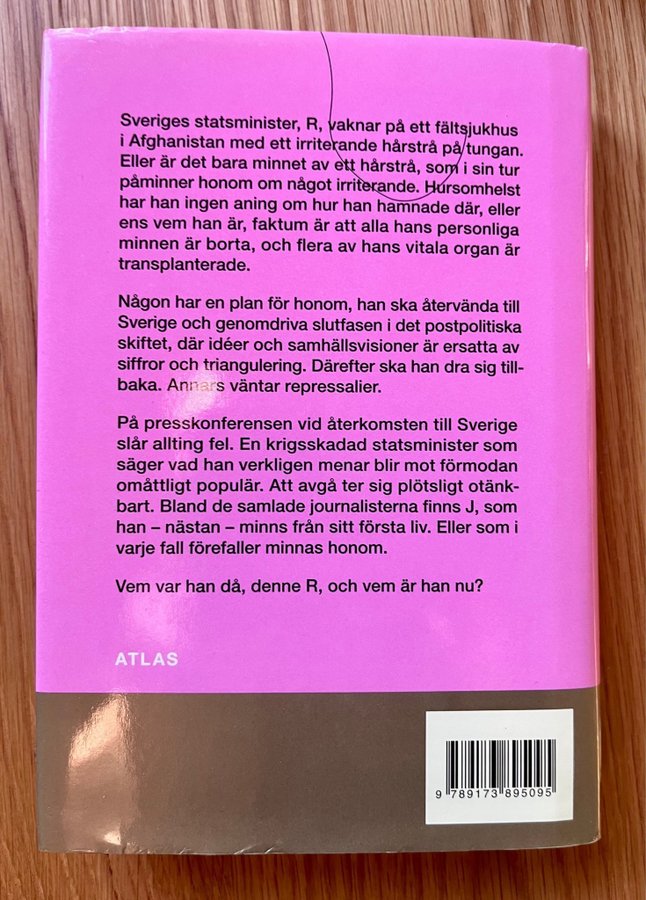 Sveriges statsminister, R, vaknar på ett fältsjukhus
i Afghanistan med ett irriterande hårstrå på tungan.
Eller är det bara minnet av ett hårstrå, som i sin tur
påminner honom om något irriterande. Hursomhelst
har han ingen aning om hur han hamnade där, eller
ens vem han är, faktum är att alla hans personliga
minnen är borta, och flera av hans vitala organ är
transplanterade.
Någon har en plan för honom, han ska återvända till
Sverige och genomdriva slutfasen i det postpolitiska
skiftet, där idéer och samhällsvisioner är ersatta av
siffror och triangulering. Därefter ska han dra sig till-
baka. Annars väntar repressalier.
På presskonferensen vid återkomsten till Sverige
slår allting fel. En krigsskadad statsminister som
säger vad han verkligen menar blir mot förmodan
omåttligt populär. Att avgå ter sig plötsligt otänk-
bart. Bland de samlade journalisterna finns J, som
han – nästan – minns från sitt första liv. Eller som i
varje fall förefaller minnas honom.
Vem var han då, denne R, och vem är han nu?
ATLAS
9 789173 895095